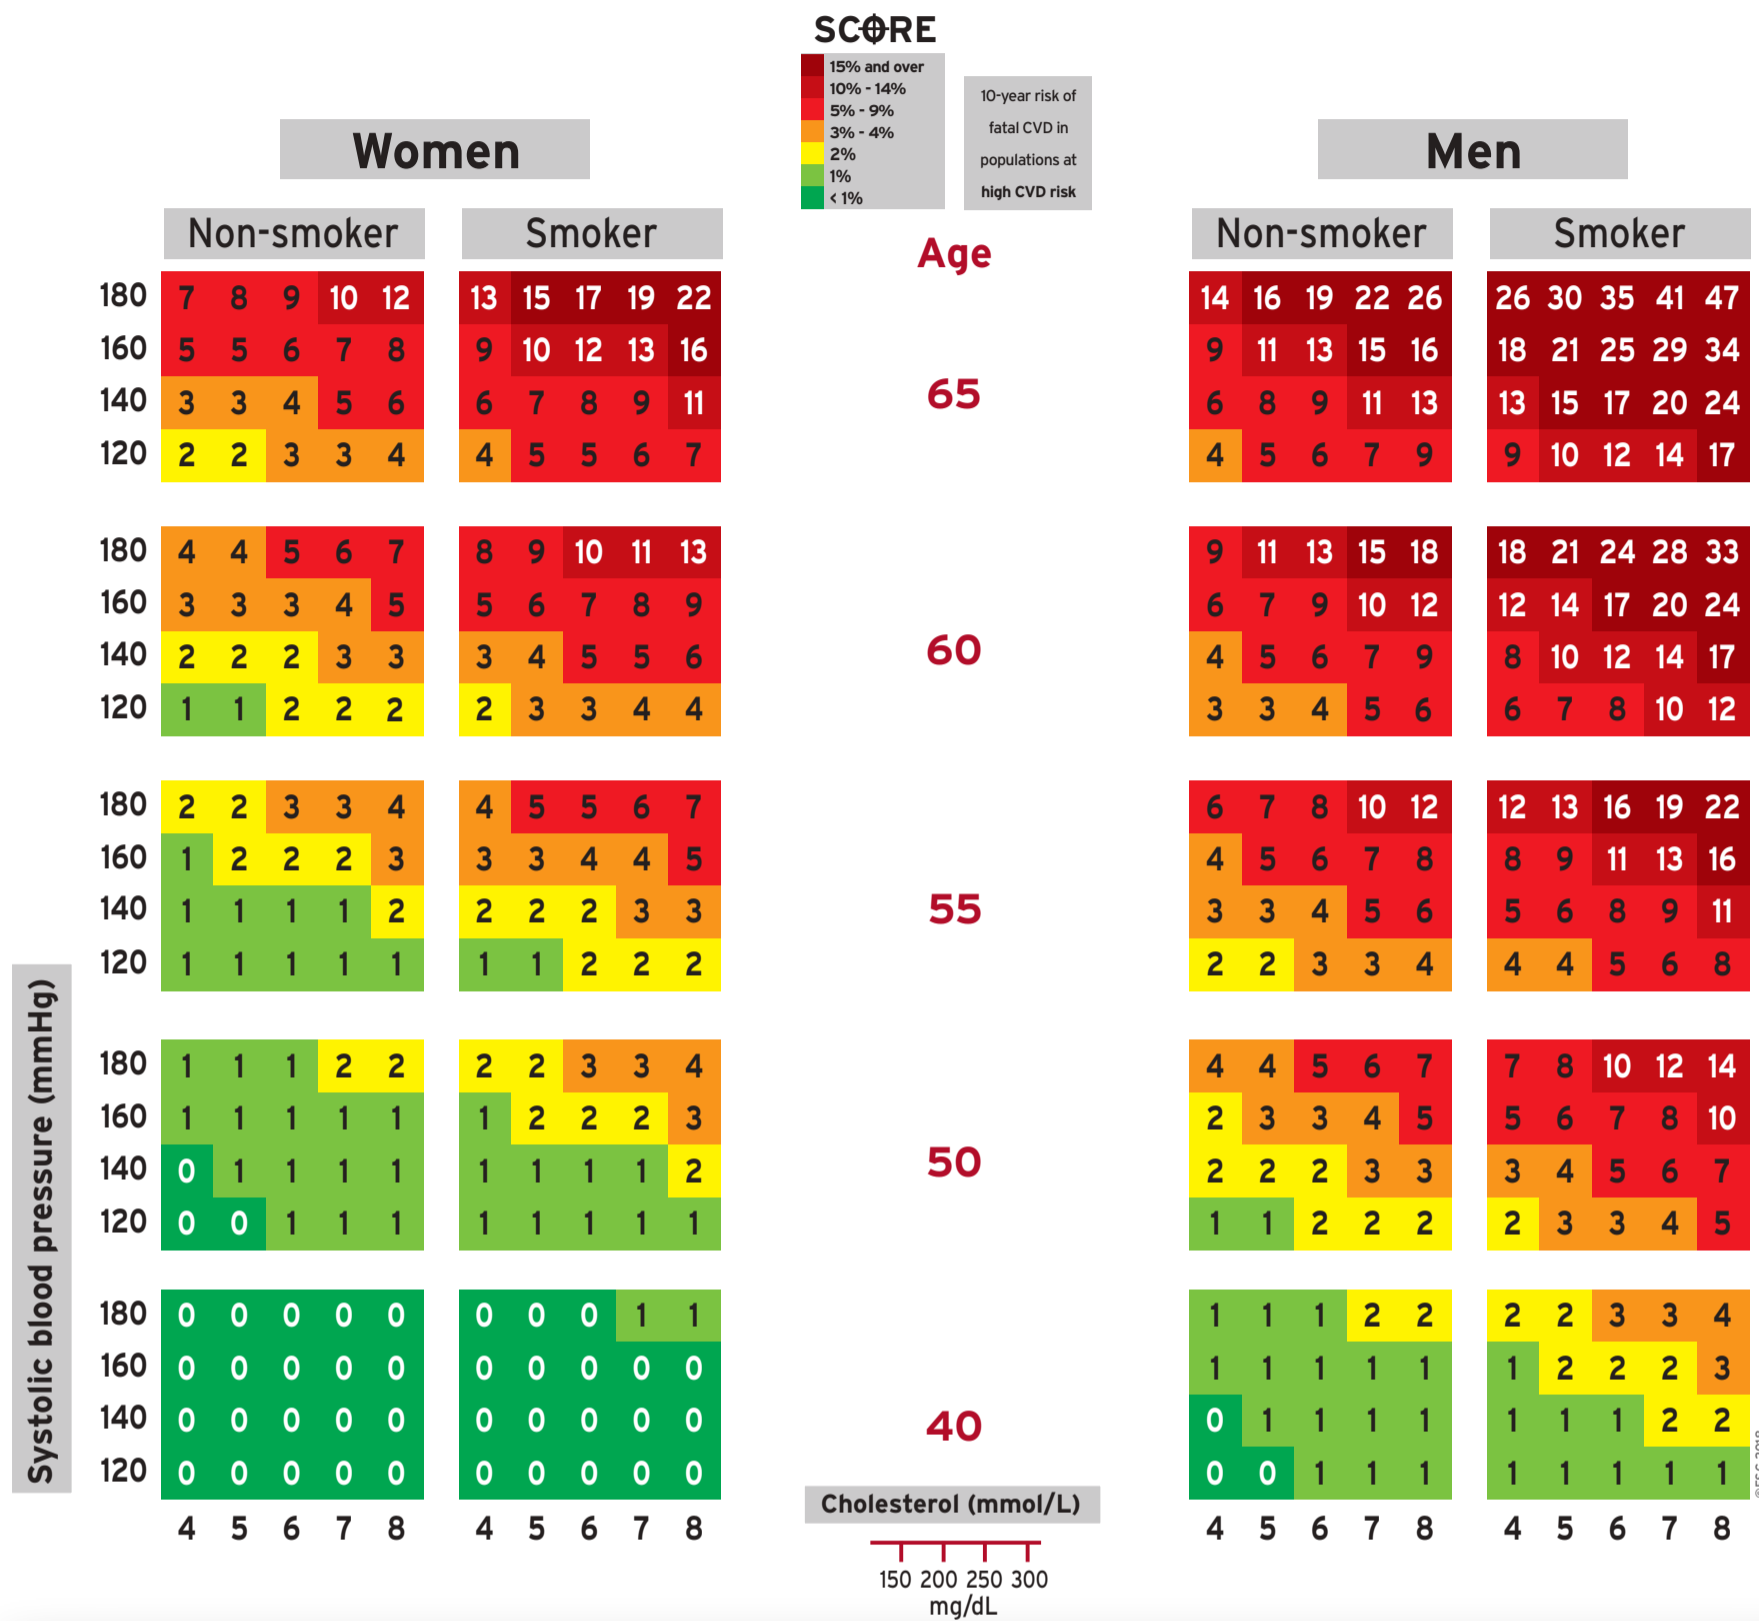 SCORE
15% and over
10% - 14%
5% - 9%
3% - 4%
2%
1%
< 1%
10-year risk of
fatal CVD in
populations at
high CVD risk
Women
Men
Non-smoker Smoker Age Non-smoker Smoker
180 7 8 9 10 12 13 15 17 19 22 14 16 19 22 26 26 30 35 41 47
160 5 5 6 7 8 9 10 12 13 16 9 11 13 15 16 18 21 25 29 34
65
140 3 3 4 5 6 6 7 8 9 11 6 8 9 11 13 13 15 17 20 24
120 2 2 3 3 4 4 5 5 6 7 4 5 6 7 9 9 10 12 14 17
180 4 4 5 6 7 8 9 10 11 13 9 11 13 15 18 18 21 24 28 33
160 3 3 3 4 5 5 6 7 8 9 6 7 9 10 12 12 14 17 20 24
60
140 2 2 2 3 3 3 4 5 5 6 4 5 6 7 9 8 10 12 14 17
120 1 1 2 2 2 2 3 3 4 4 3 3 4 5 6 6 7 8 10 12
180 2 2 3 3 4 4 5 5 6 7 6 7 8 10 12 12 13 16 19 22
160 1 2 2 2 3 3 3 4 4 5 4 5 6 7 8 8 9 11 13 16
55
140 1 1 1 1 2 2 2 2 3 3 3 3 4 5 6 5 6 8 9 11
120 1 1 1 1 1 1 1 2 2 2 2 2 3 3 4 4 4 5 6 8
180 1 1 1 2 2 2 2 3 3 4 4 4 5 6 7 7 8 10 12 14
160 1 1 1 1 1 1 2 2 2 3 2 3 3 4 5 5 6 7 8 10
50
140 0 1 1 1 1 1 1 1 1 2 2 2 2 3 3 3 4 5 6 7
120 0 0 1 1 1 1 1 1 1 1 1 1 2 2 2 2 3 3 4 5
180 0 0 0 0 0 0 0 0 1 1 1 1 1 2 2 2 2 3 3 4
160 0 0 0 0 0 0 0 0 0 0 1 1 1 1 1 1 2 2 2 3
40
140 0 0 0 0 0 0 0 0 0 0 0 1 1 1 1 1 1 1 2 2
120 0 0 0 0 0 0 0 0 0 0 0 0 1 1 1 1 1 1 1 1
4 5 6 7 8 4 5 6 7 8 4 5 6 7 8 4 5 6 7 8
Systolic blood pressure (mmHg)
Cholesterol (mmol/L)
150 200 250 300
mg/dL